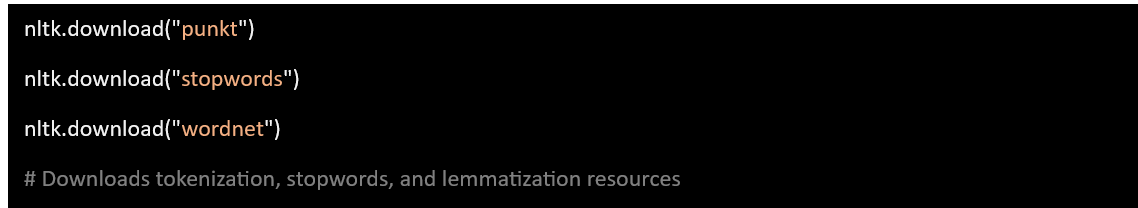 nltk.download("punkt")
nltk.download("stopwords")
nltk.download("wordnet")
# Downloads tokenization, stopwords, and lemmatization resources